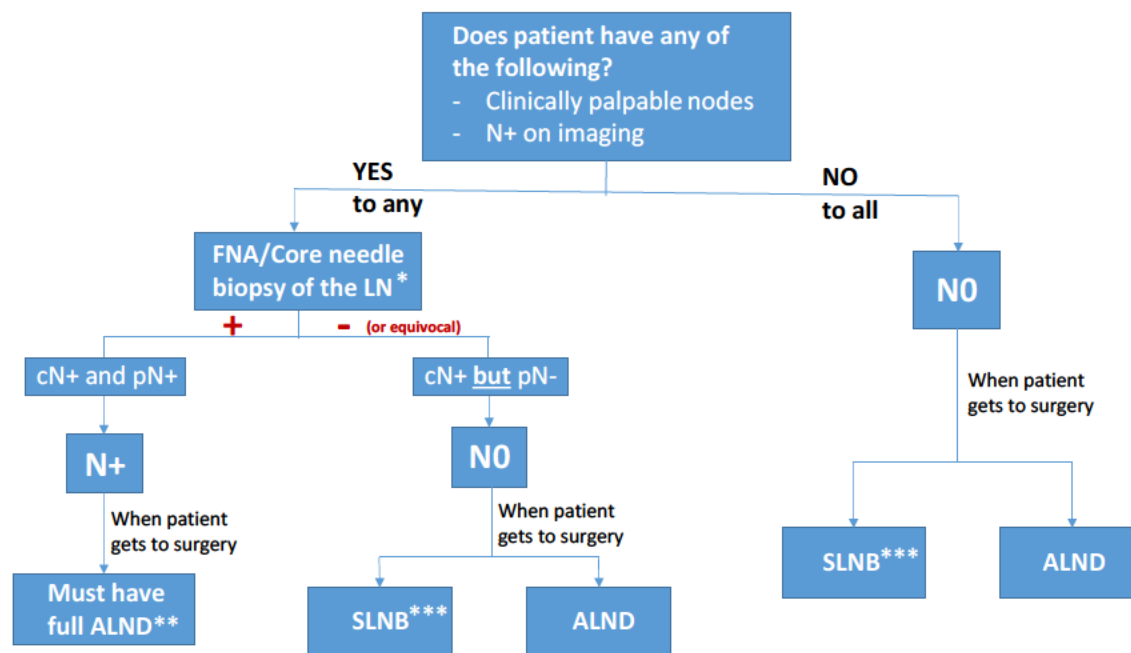 Does patient have any of
the following?
- Clinically palpable nodes
- N+ on imaging
YES
to any
NO
to all
FNA/Core needle
biopsy of the LN*
+
- (or equivocal)
cN+ and pN+
cN+ but pN-
N0
N+
N0
When patient
gets to surgery
When patient
gets to surgery
When patient
gets to surgery
Must have
full ALND**
SLNB***
ALND
SLNB***
ALND